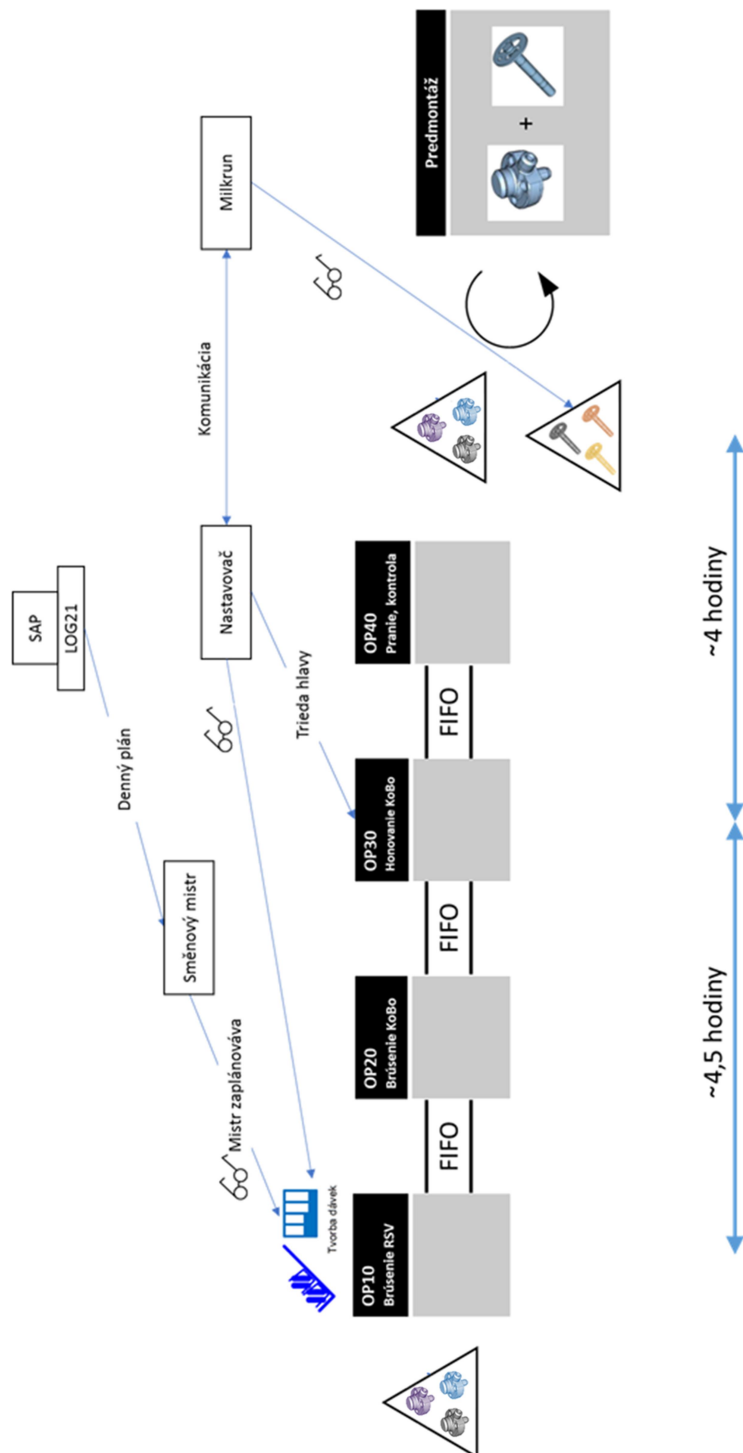 SAP
LOG21
Denný plán
Směnový mistr
Mistr zaplánováva
Tvorba dávek
Nastavovač
Komunikácia
Milkrun
Trieda hlavy
OP10
Brúsenie RSV
FIFO
OP20
Brúsenie KoBo
FIFO
OP30
Honovanie KoBo
FIFO
OP40
Pranie, kontrola
Predmontáž
+
~4,5 hodiny
~4 hodiny